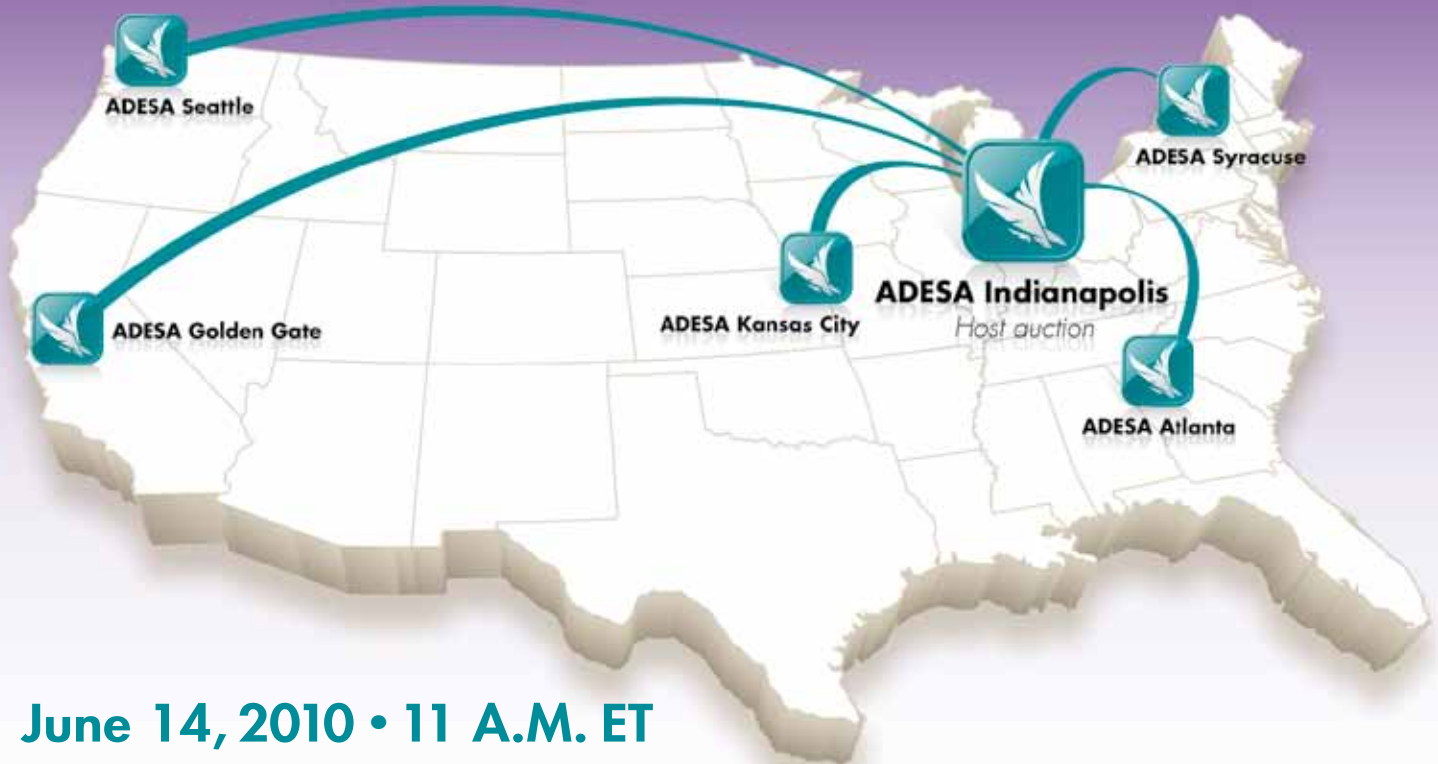 ADESA Seattle
ADESA Syracuse
ADESA Indianapolis
Host auction
ADESA Golden Gate
ADESA Kansas City
ADESA Atlanta
June 14, 2010 • 11 A.M. ET